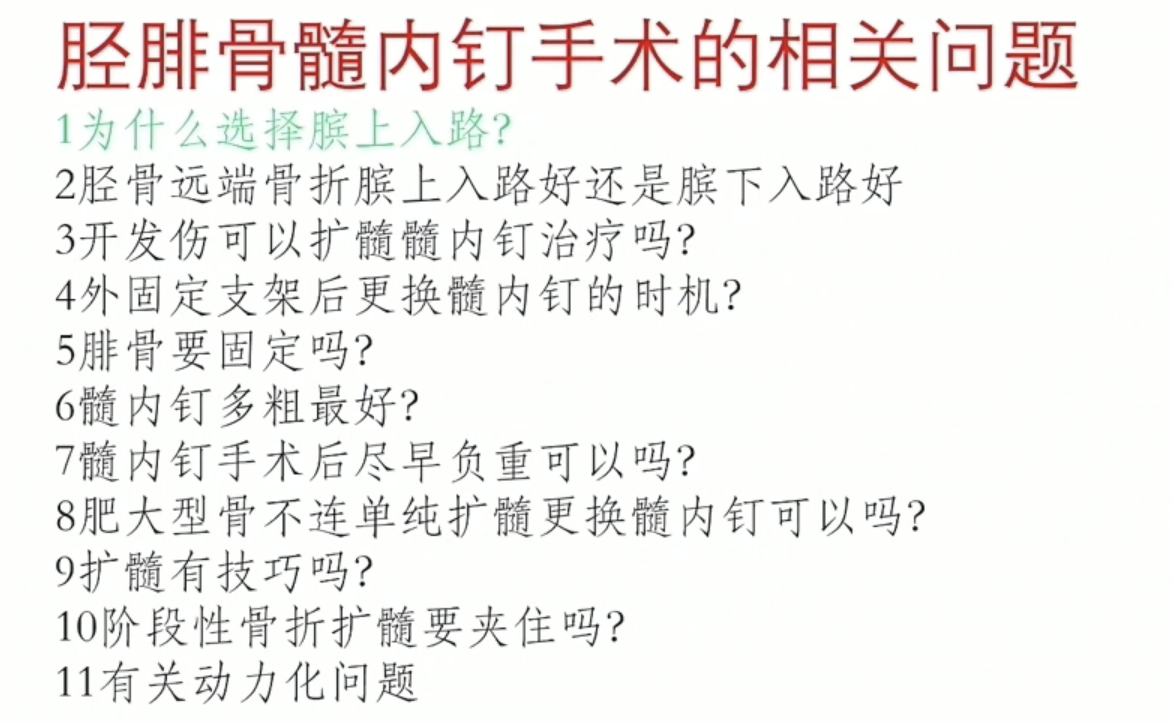 胫腓骨髓内钉手术的相关问题
1为什么选择膑上入路?
2胫骨远端骨折膑上入路好还是膑下入路好
3开发伤可以扩髓髓内钉治疗吗?
4外固定支架后更换髓内钉的时机?
5腓骨要固定吗?
6髓内钉多粗最好?
7髓内钉手术后尽早负重可以吗?
8肥大型骨不连单纯扩髓更换髓内钉可以吗?
9扩髓有技巧吗?
10阶段性骨折扩髓要夹住吗?
11有关动力化问题